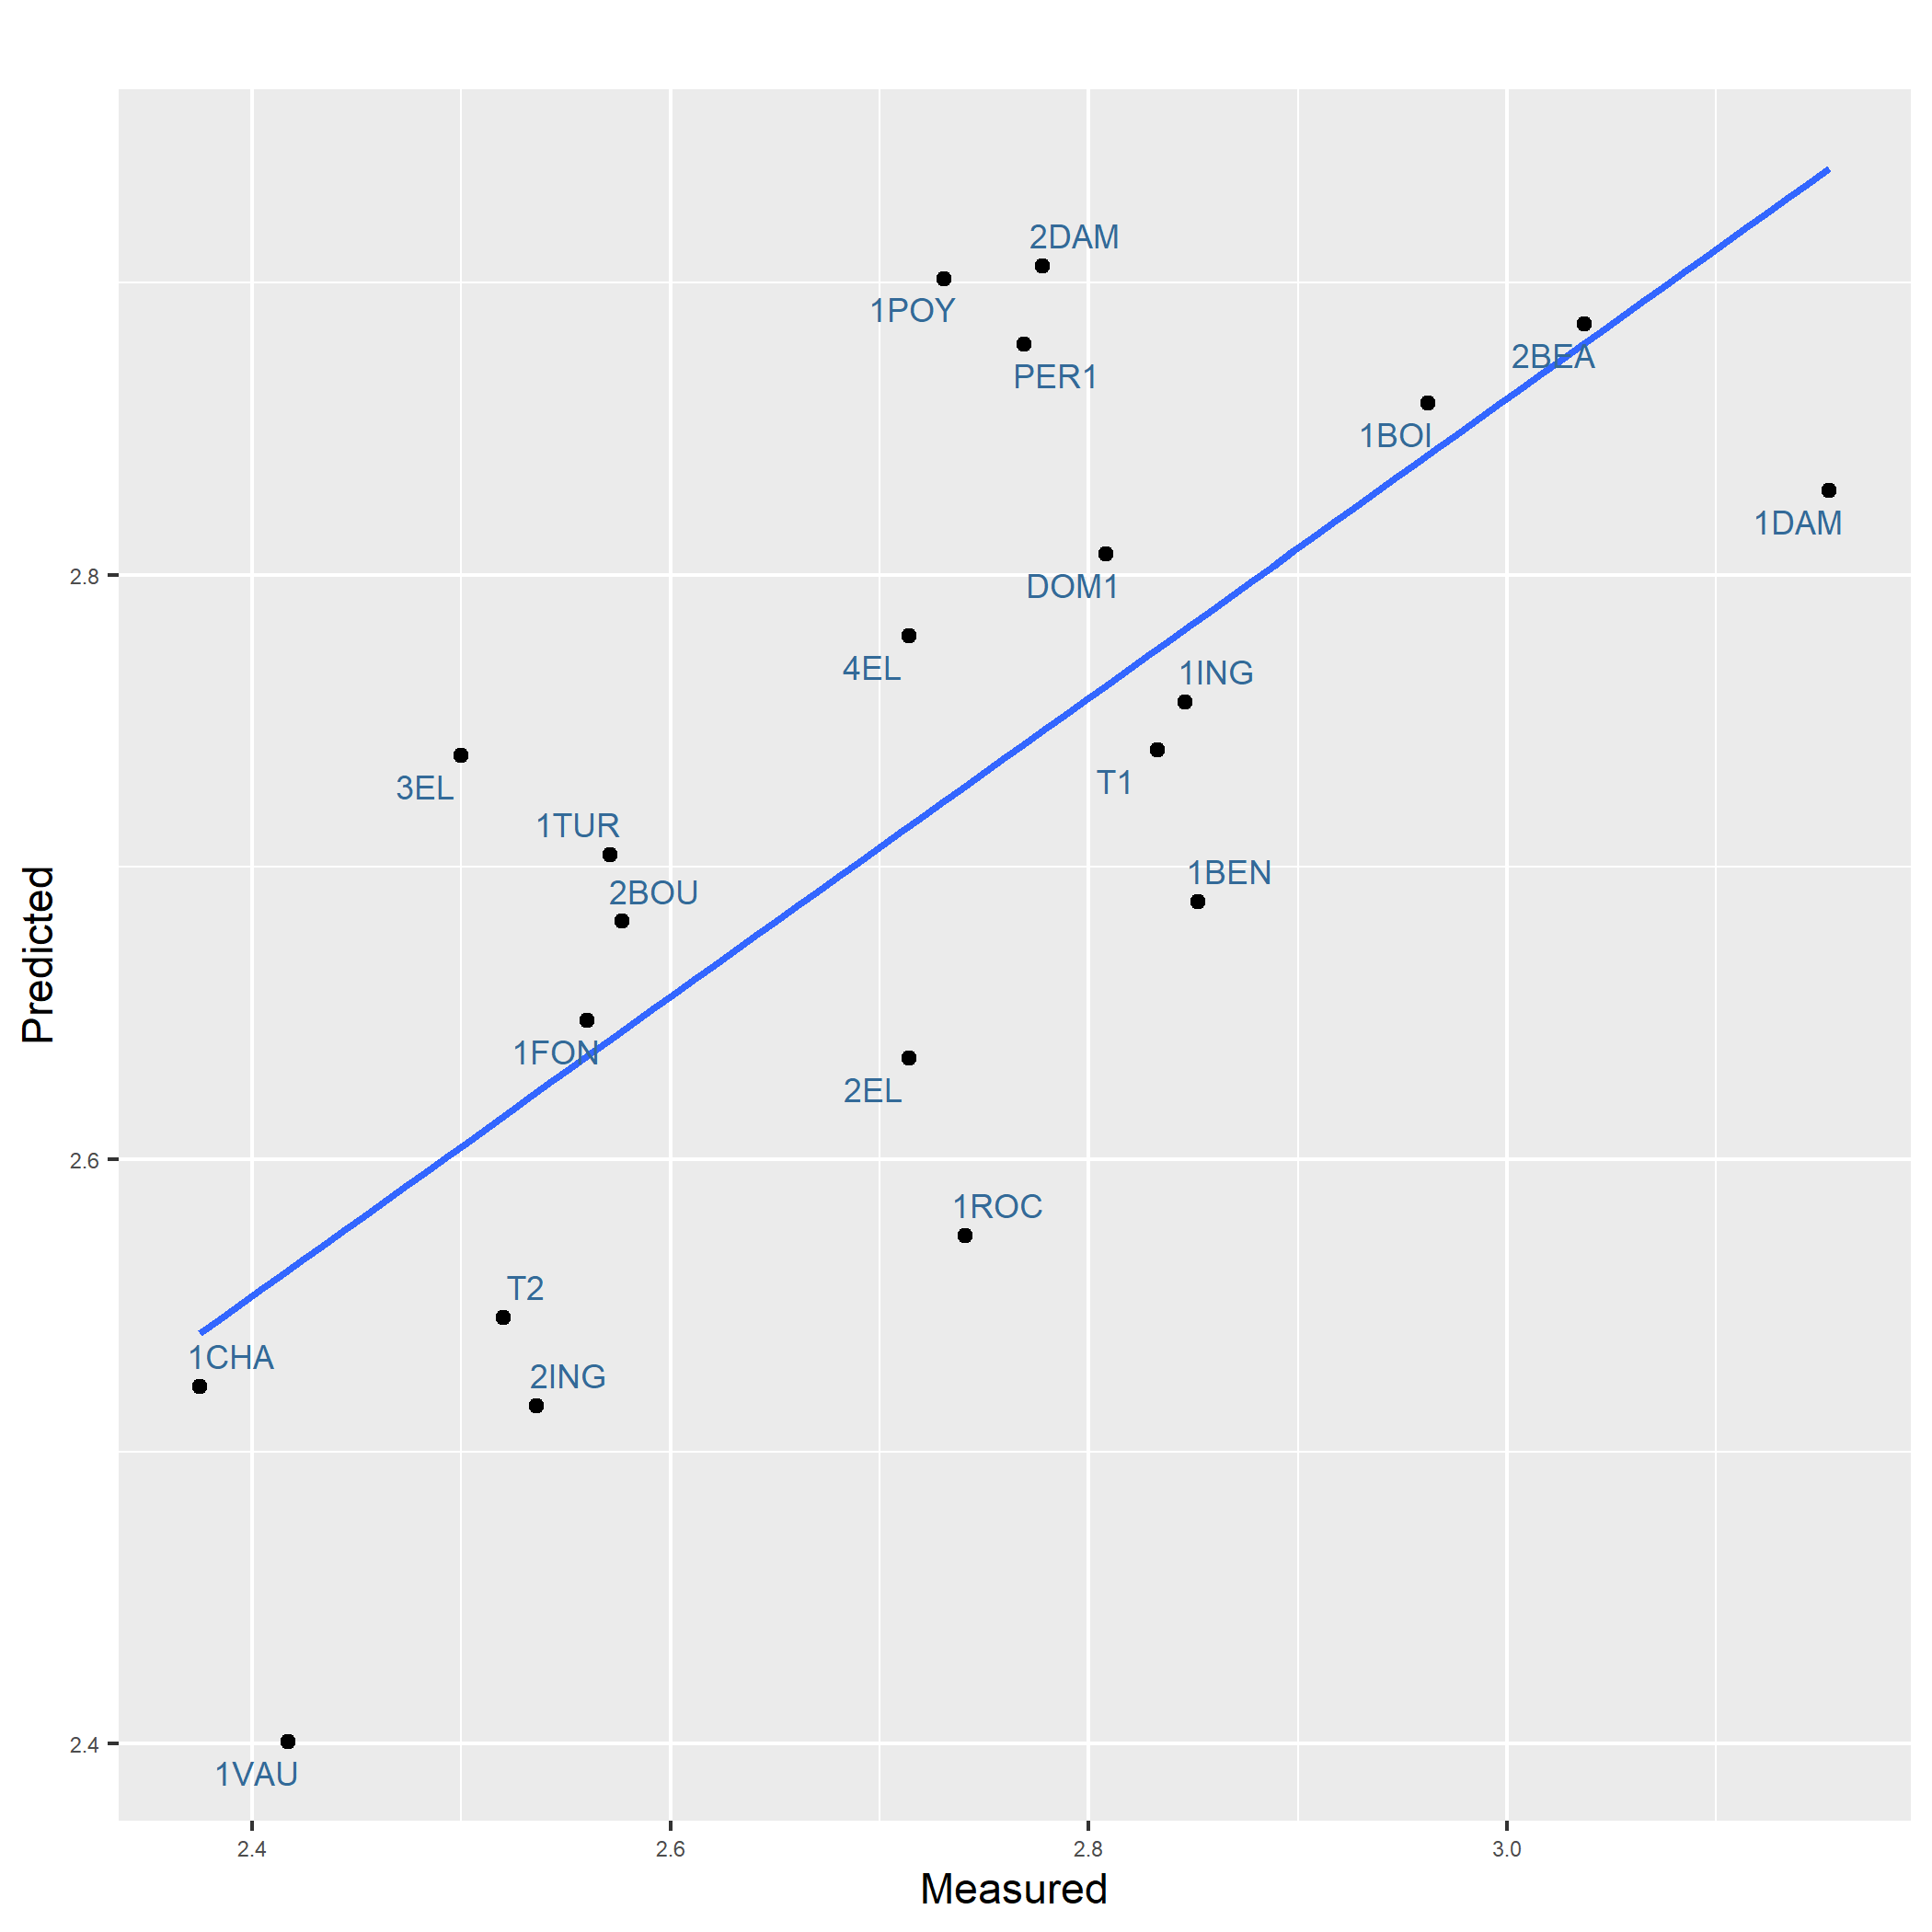 2DAM
1POY
PER1
2BEA
1BOI
1DAM
2.8
DOM1
4EL
1ING
T1
3EL
1TUR
1BEN
2BOU
Predicted
1FON
2EL
2.6
1ROC
T2
1CHA
2ING
2.4
1VAU
2.4
2.6
2.8
3.0
Measured